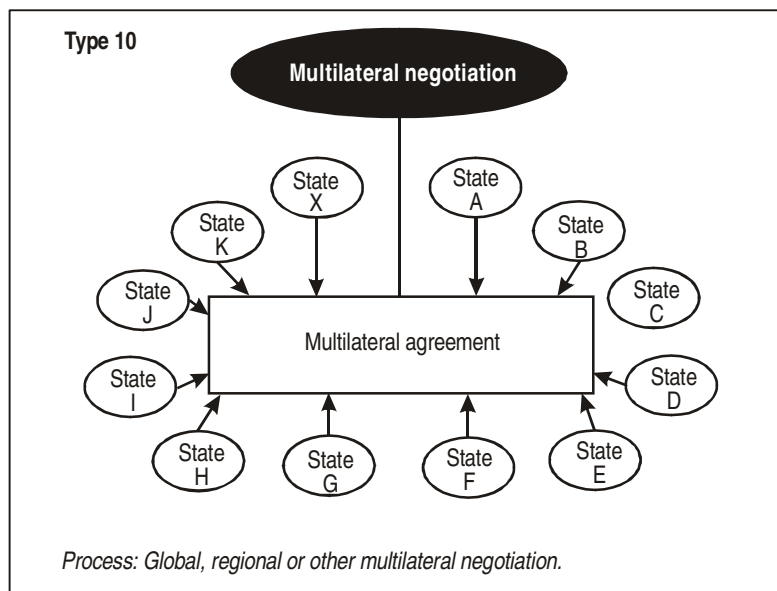 Type 10
Multilateral negotiation
State
X
State
A
State
K
State
B
State
J
State
C
Multilateral agreement
State
I
State
D
State
H
State
G
State
F
State
E
Process: Global, regional or other multilateral negotiation.